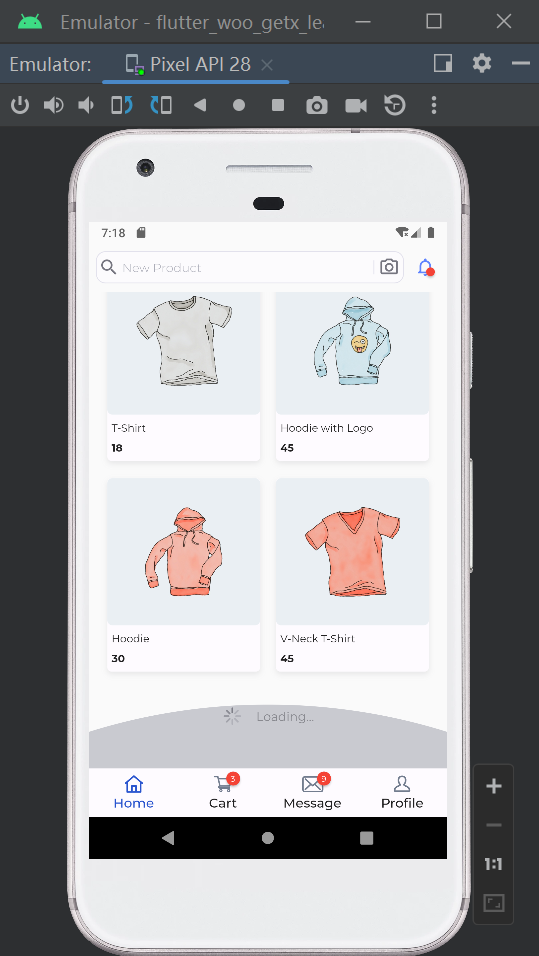 Emulator - flutter_woo_getx_le
Emulator: Pixel API 28
7:18
New Product
T-Shirt
18
Hoodie with Logo
45
Hoodie
30
V-Neck T-Shirt
45
Loading...
3
9
Home
Cart
Message
Profile
1:1